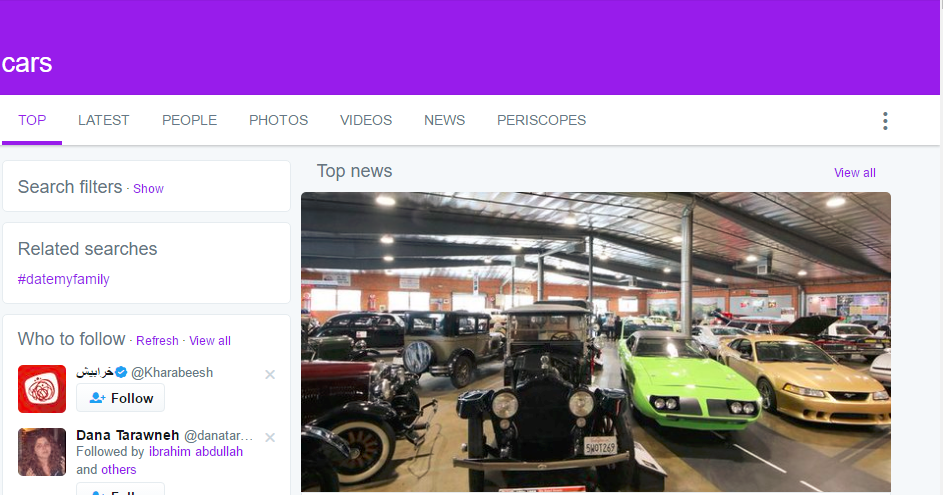 cars
TOP
LATEST
PEOPLE
PHOTOS
VIDEOS
NEWS
PERISCOPES
Search filters · Show
Related searches
#datemyfamily
Who to follow · Refresh · View all
خرابيش @Kharabeesh
Follow
Dana Tarawneh @danatar...
Followed by ibrahim abdullah
and others
Follow
Top news
View all
5WOT269